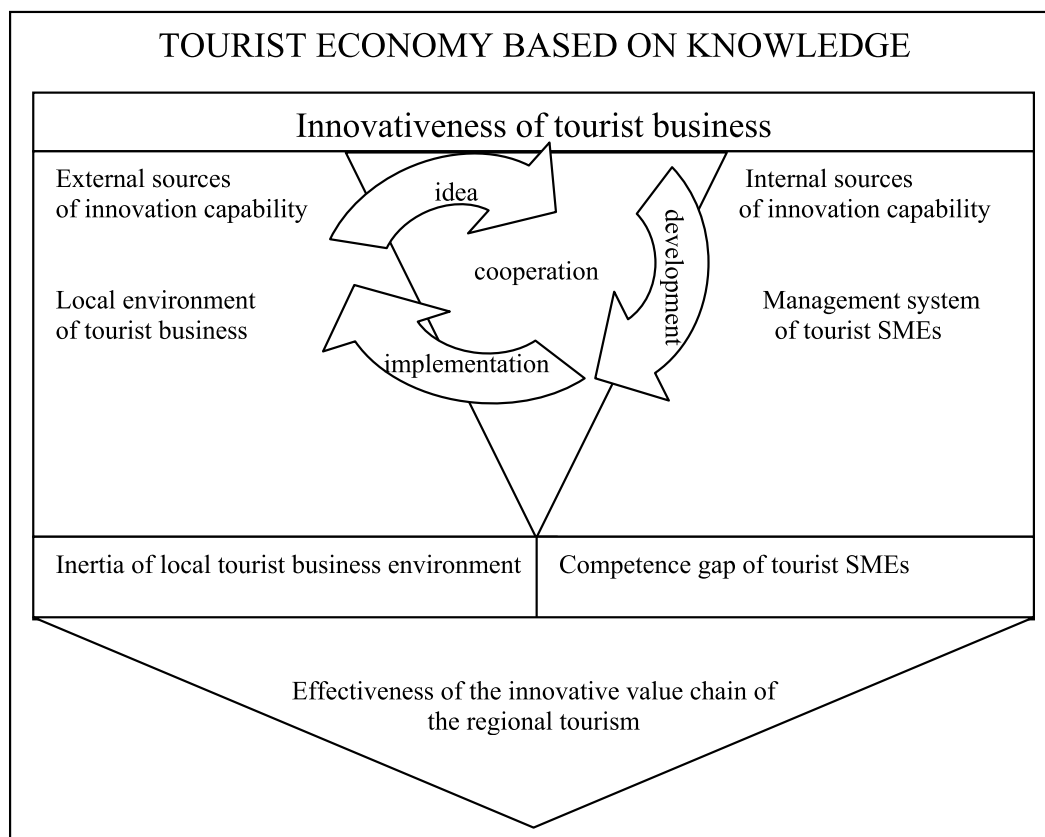 TOURIST ECONOMY BASED ON KNOWLEDGE
Innovativeness of tourist business
External sources
of innovation capability
Local environment
of tourist business
idea
development
cooperation
implementation
Internal sources
of innovation capability
Management system
of tourist SMEs
Inertia of local tourist business environment
Competence gap of tourist SMEs
Effectiveness of the innovative value chain of
the regional tourism